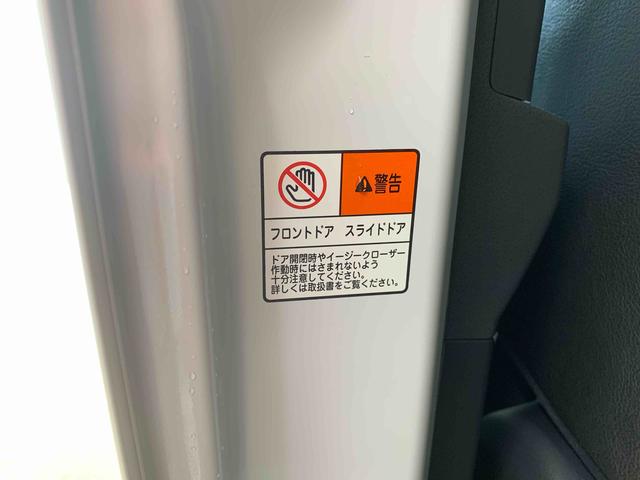 警告
フロントドア スライドドア
ドア開閉時やイージークローザー
作動時にはさまれないよう
十分注意してください。
詳しくは取扱書をご覧ください。